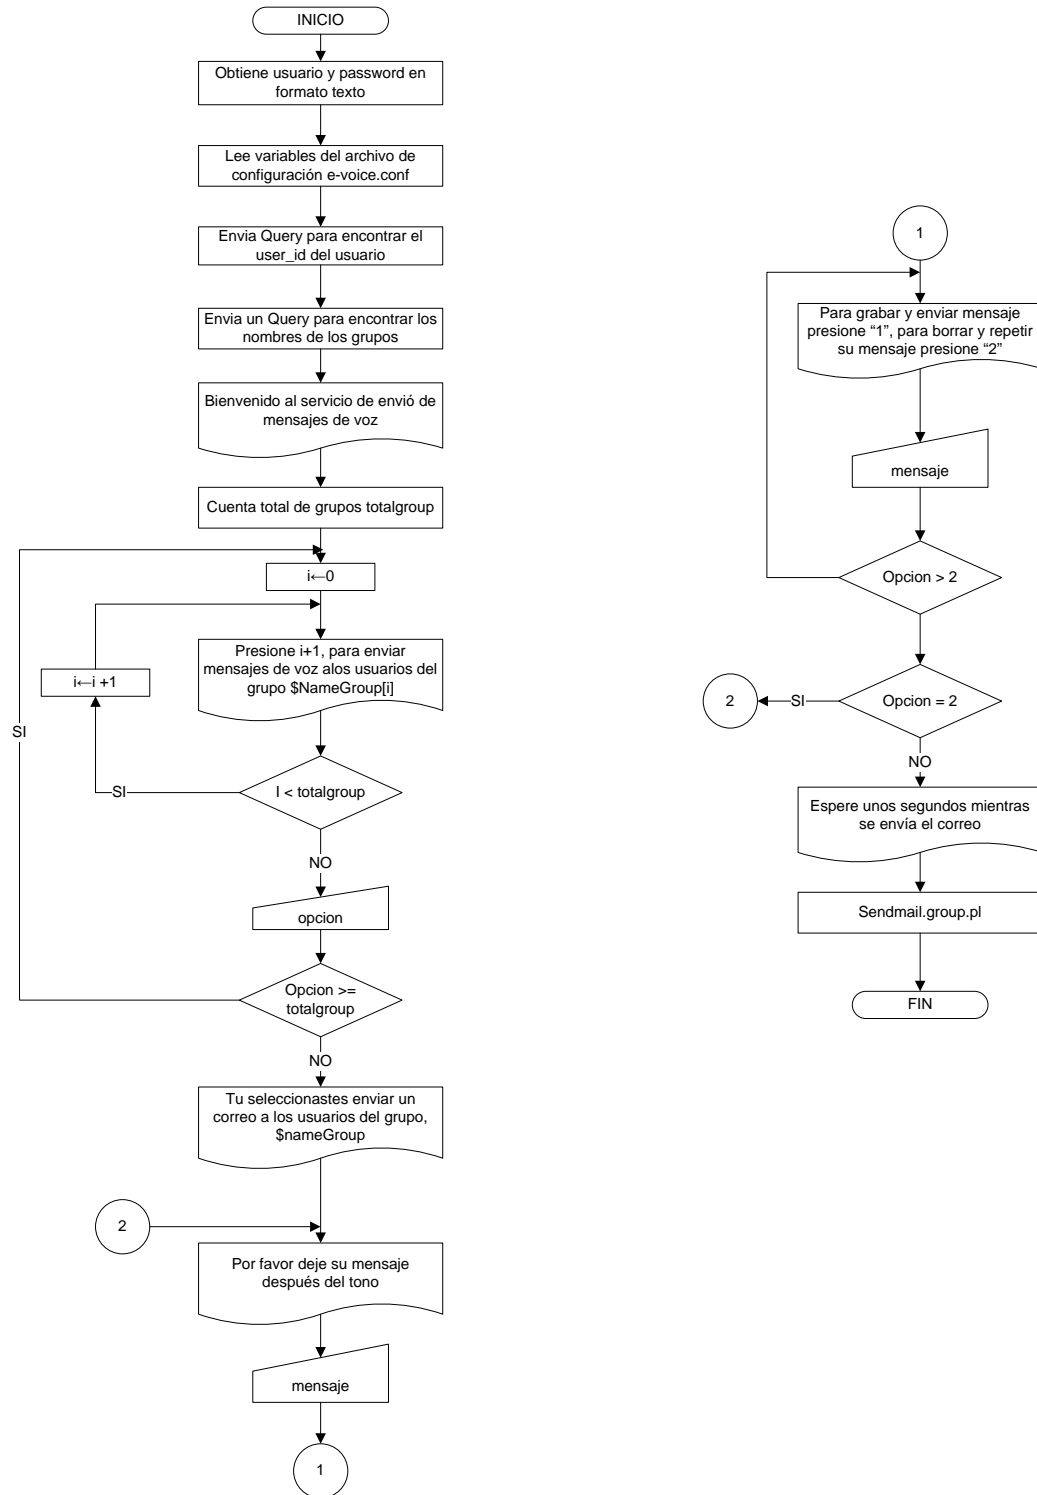 INICIO
Obtiene usuario y password en
formato texto
Lee variables del archivo de
configuración e-voice.conf
Envia Query para encontrar el
user_id del usuario
Envia un Query para encontrar los
nombres de los grupos
Bienvenido al servicio de envió de
mensajes de voz
Cuenta total de grupos totalgroup
i←0
Presione i+1, para enviar
mensajes de voz alos usuarios del
grupo $NameGroup[i]
i←i +1
SI
I < totalgroup
SI
NO
opcion
Opcion >=
totalgroup
NO
Tu seleccionastes enviar un
correo a los usuarios del grupo,
$nameGroup
2
Por favor deje su mensaje
después del tono
mensaje
1
1
Para grabar y enviar mensaje
presione “1”, para borrar y repetir
su mensaje presione “2”
mensaje
Opcion > 2
Opcion = 2
SI
2
NO
Espere unos segundos mientras
se envía el correo
Sendmail.group.pl
FIN